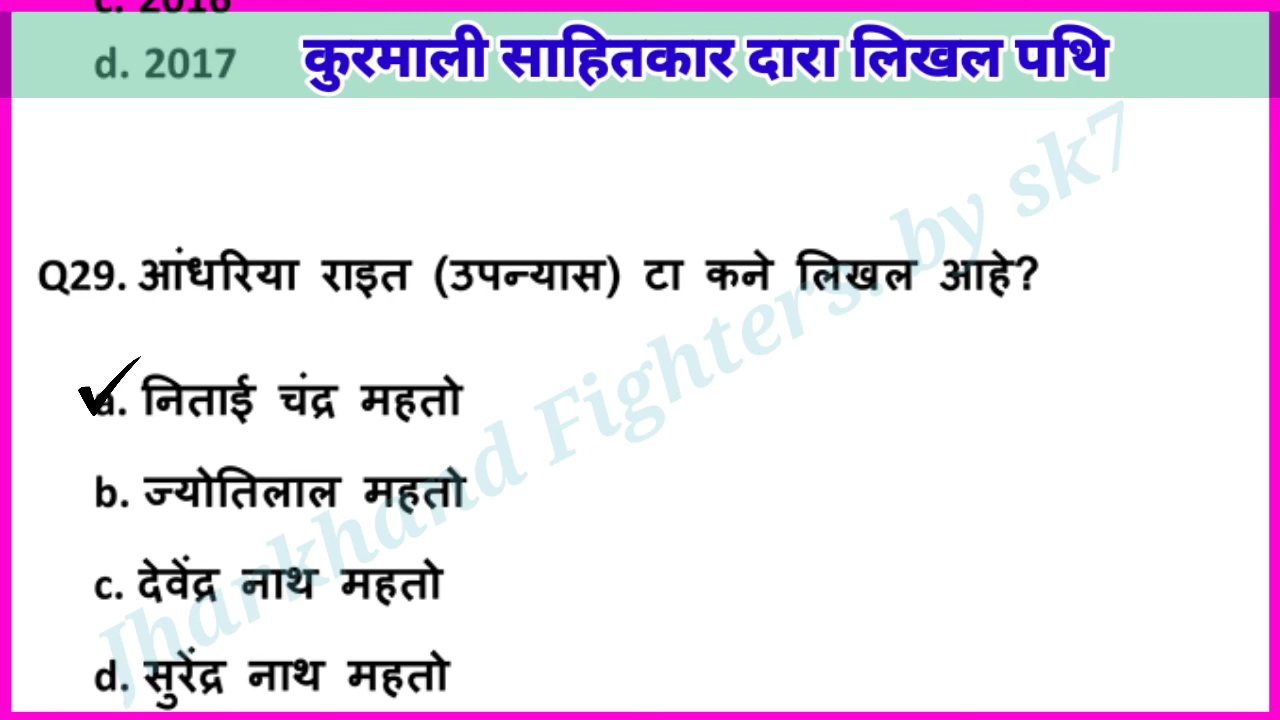 c. 2016
d. 2017
कुरमाली साहितकार दारा लिखल पथि
Q29. आंधरिया राइत (उपन्यास) टा कने लिखल आहे?
a. निताई चंद्र महतो
b. ज्योतिलाल महतो
c. देवेंद्र नाथ महतो
d. सुरेंद्र नाथ महतो
Jharkhand Fighters. by sk7